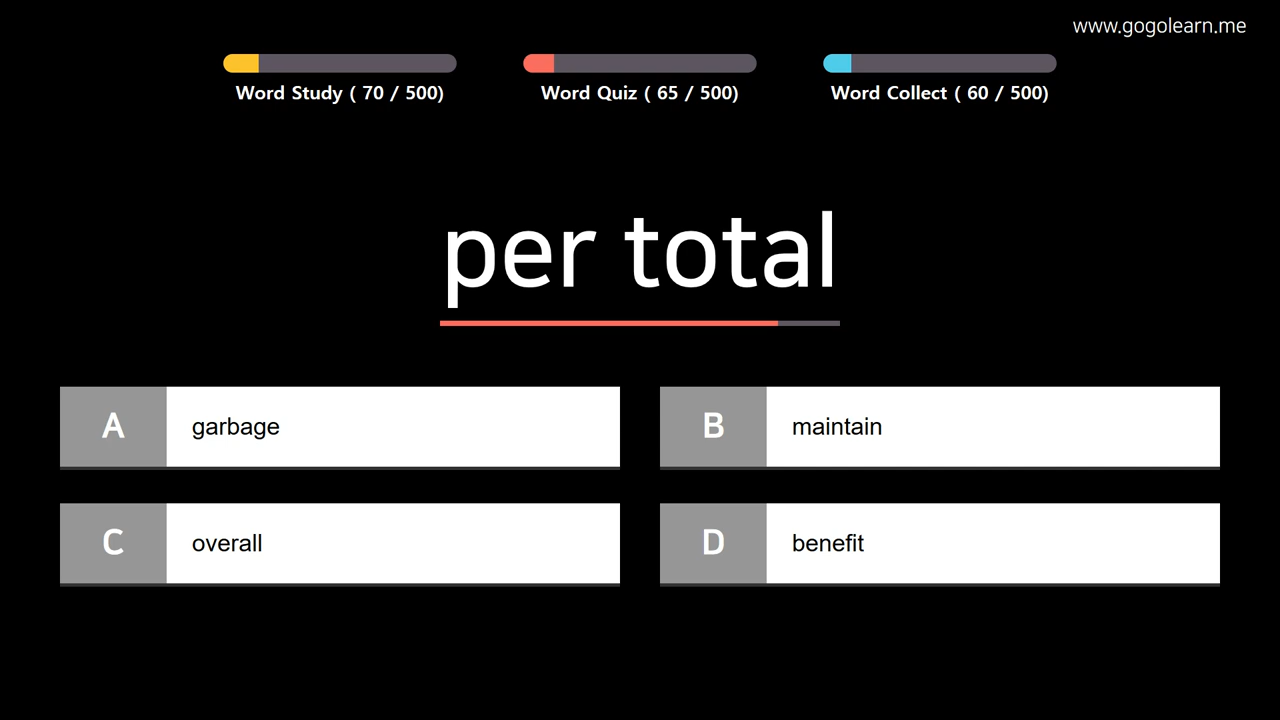 www.gogolearn.me
Word Study ( 70 / 500)
Word Quiz ( 65 / 500)
Word Collect ( 60 / 500)
per total
A garbage
B maintain
C overall
D benefit